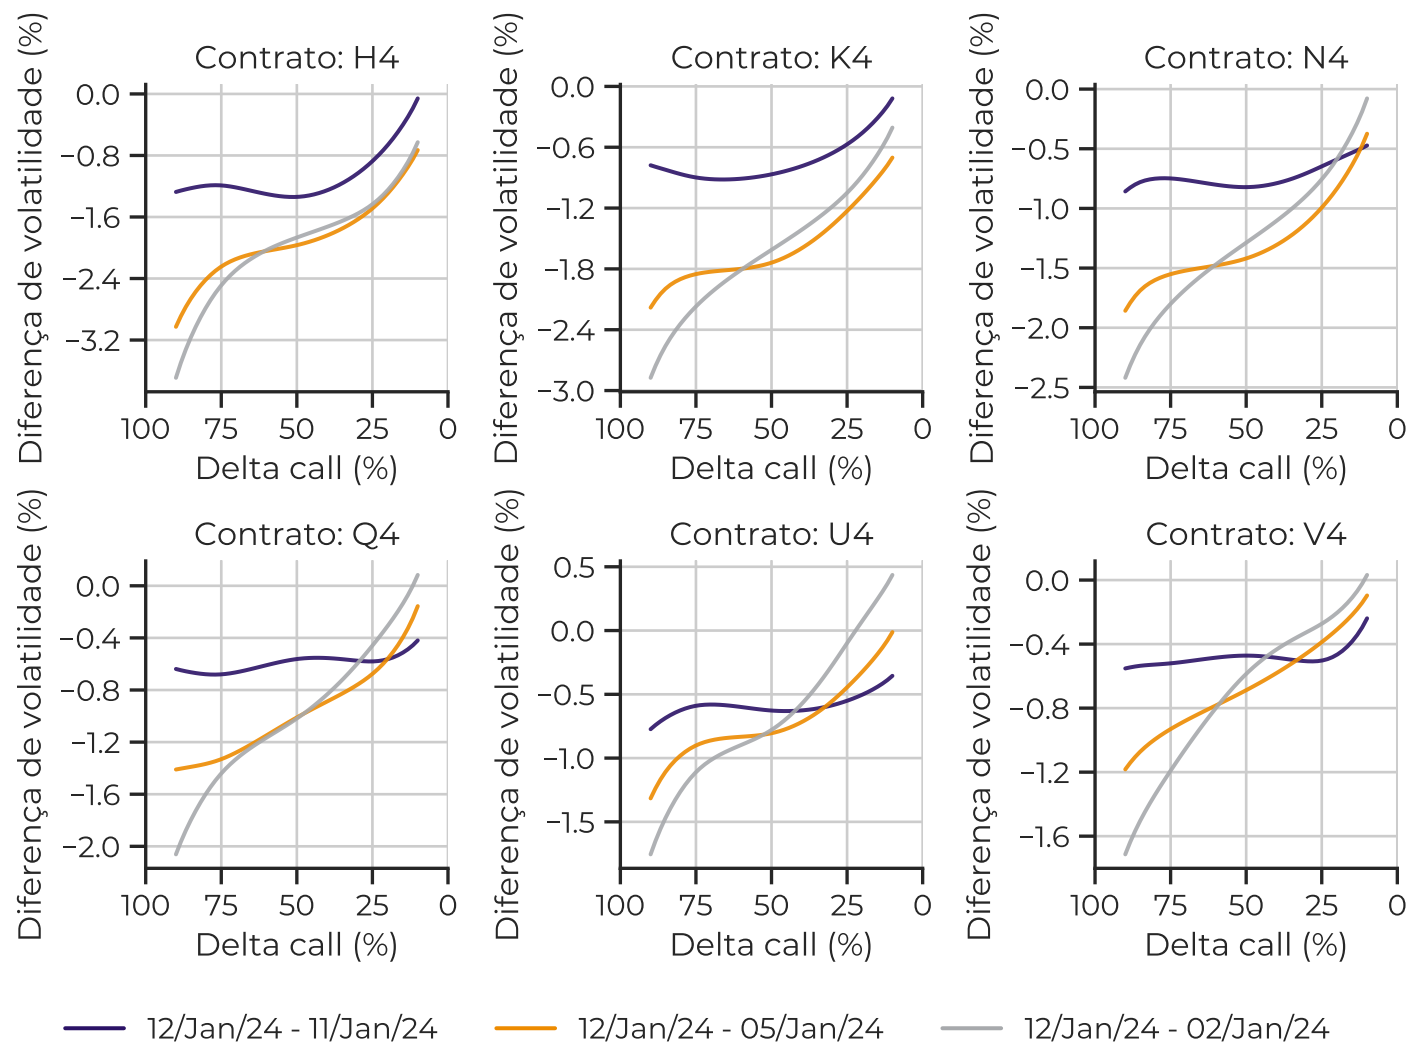 Contrato: H4
Diferença de volatilidade (%)
0.0
−0.8
−1.6
−2.4
−3.2
100 75 50 25 0
Delta call (%)
Contrato: K4
Diferença de volatilidade (%)
0.0
−0.6
−1.2
−1.8
−2.4
−3.0
100 75 50 25 0
Delta call (%)
Contrato: N4
Diferença de volatilidade (%)
0.0
−0.5
−1.0
−1.5
−2.0
−2.5
100 75 50 25 0
Delta call (%)
Contrato: Q4
Diferença de volatilidade (%)
0.0
−0.4
−0.8
−1.2
−1.6
−2.0
100 75 50 25 0
Delta call (%)
Contrato: U4
Diferença de volatilidade (%)
0.5
0.0
−0.5
−1.0
−1.5
100 75 50 25 0
Delta call (%)
Contrato: V4
Diferença de volatilidade (%)
0.0
−0.4
−0.8
−1.2
−1.6
100 75 50 25 0
Delta call (%)
12/Jan/24 - 11/Jan/24 12/Jan/24 - 05/Jan/24 12/Jan/24 - 02/Jan/24